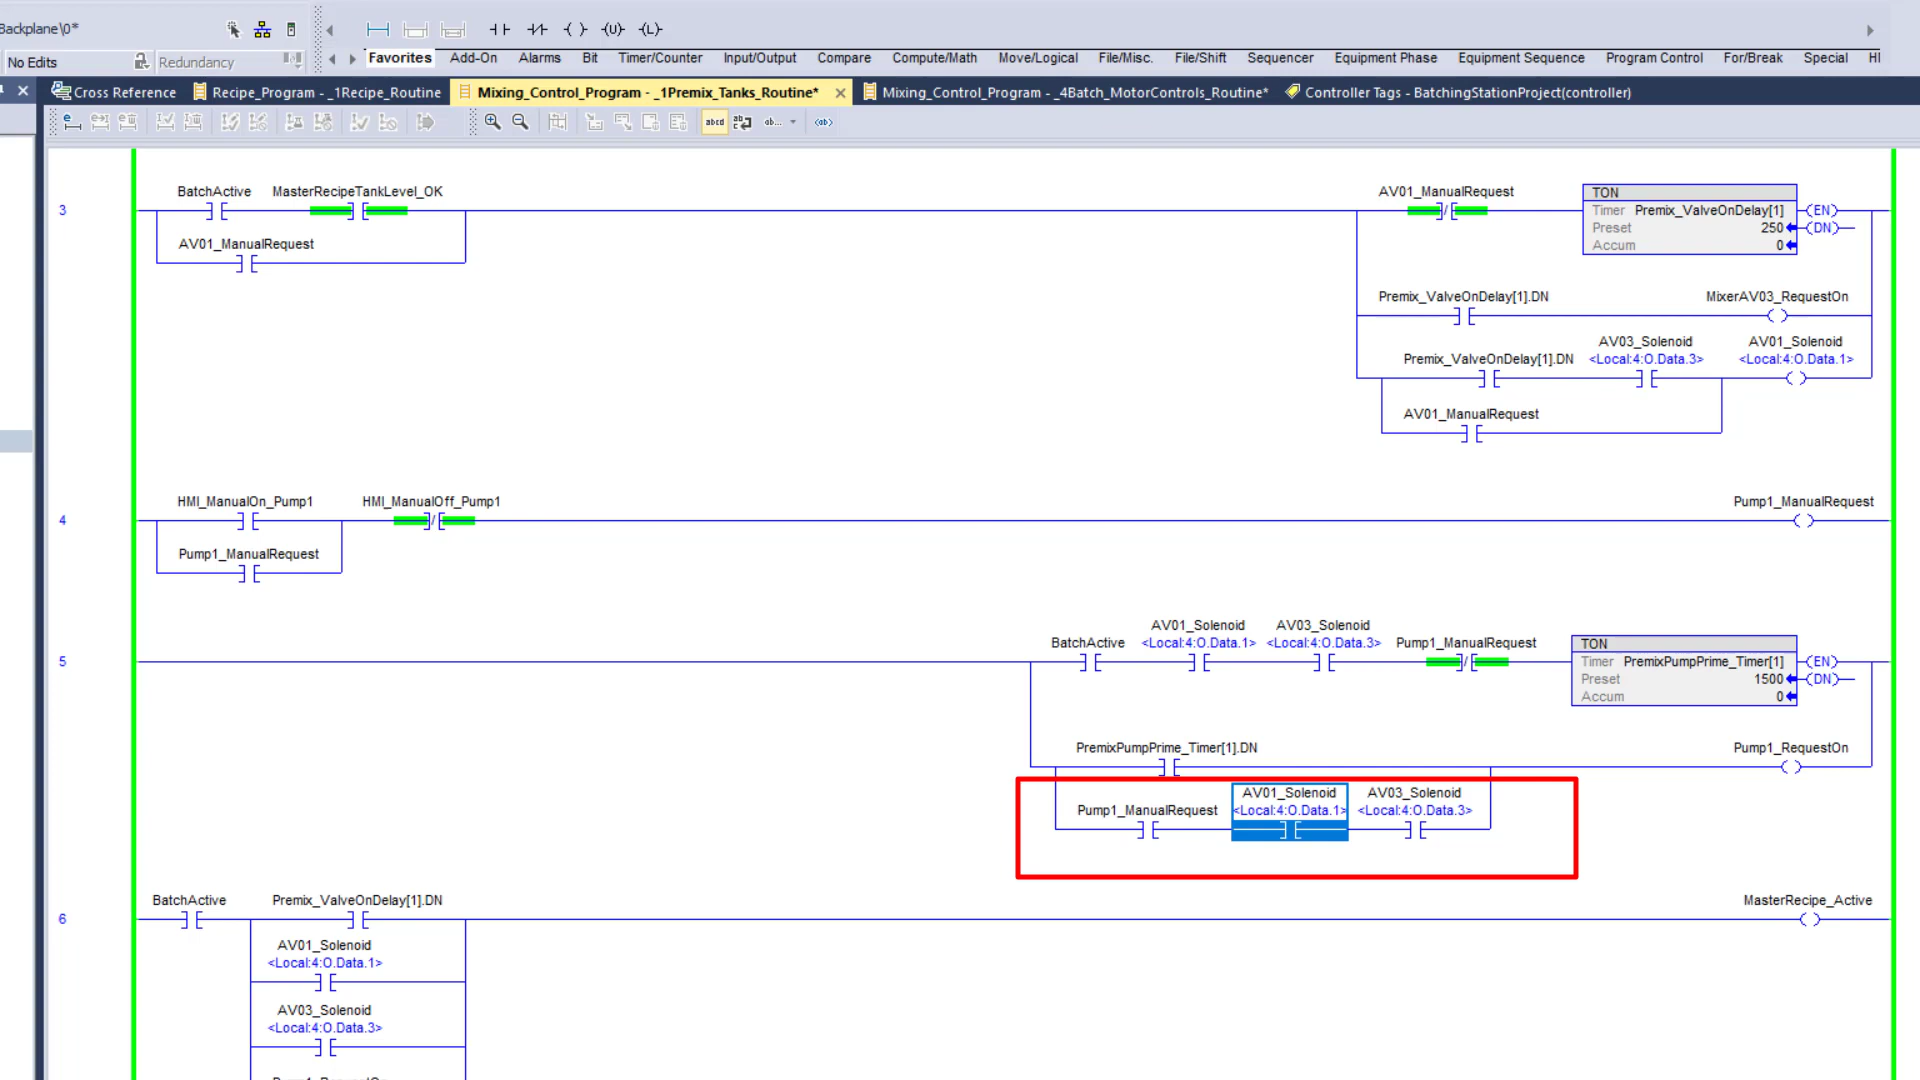 Backplane\0*
No Edits
Redundancy
Favorites Add-On Alarms Bit Timer/Counter Input/Output Compare Compute/Math Move/Logical File/Misc. File/Shift Sequencer Equipment Phase Equipment Sequence Program Control For/Break Special HI
Cross Reference Recipe_Program - _1Recipe_Routine Mixing_Control_Program - _1Premix_Tanks_Routine* Mixing_Control_Program - _4Batch_MotorControls_Routine* Controller Tags - BatchingStationProject(controller)
3
BatchActive MasterRecipeTankLevel_OK AV01_ManualRequest
TON
Timer Premix_ValveOnDelay[1] (EN)
Preset 250 (DN)
Accum 0
AV01_ManualRequest
Premix_ValveOnDelay[1].DN MixerAV03_RequestOn
AV03_Solenoid AV01_Solenoid
Premix_ValveOnDelay[1].DN <Local:4:O.Data.3> <Local:4:O.Data.1>
AV01_ManualRequest
4
HMI_ManualOn_Pump1 HMI_ManualOff_Pump1 Pump1_ManualRequest
Pump1_ManualRequest
5
AV01_Solenoid AV03_Solenoid
BatchActive <Local:4:O.Data.1> <Local:4:O.Data.3> Pump1_ManualRequest
TON
Timer PremixPumpPrime_Timer[1] (EN)
Preset 1500 (DN)
Accum 0
PremixPumpPrime_Timer[1].DN Pump1_RequestOn
AV01_Solenoid AV03_Solenoid
Pump1_ManualRequest <Local:4:O.Data.1> <Local:4:O.Data.3>
6
BatchActive Premix_ValveOnDelay[1].DN MasterRecipe_Active
AV01_Solenoid
<Local:4:O.Data.1>
AV03_Solenoid
<Local:4:O.Data.3>